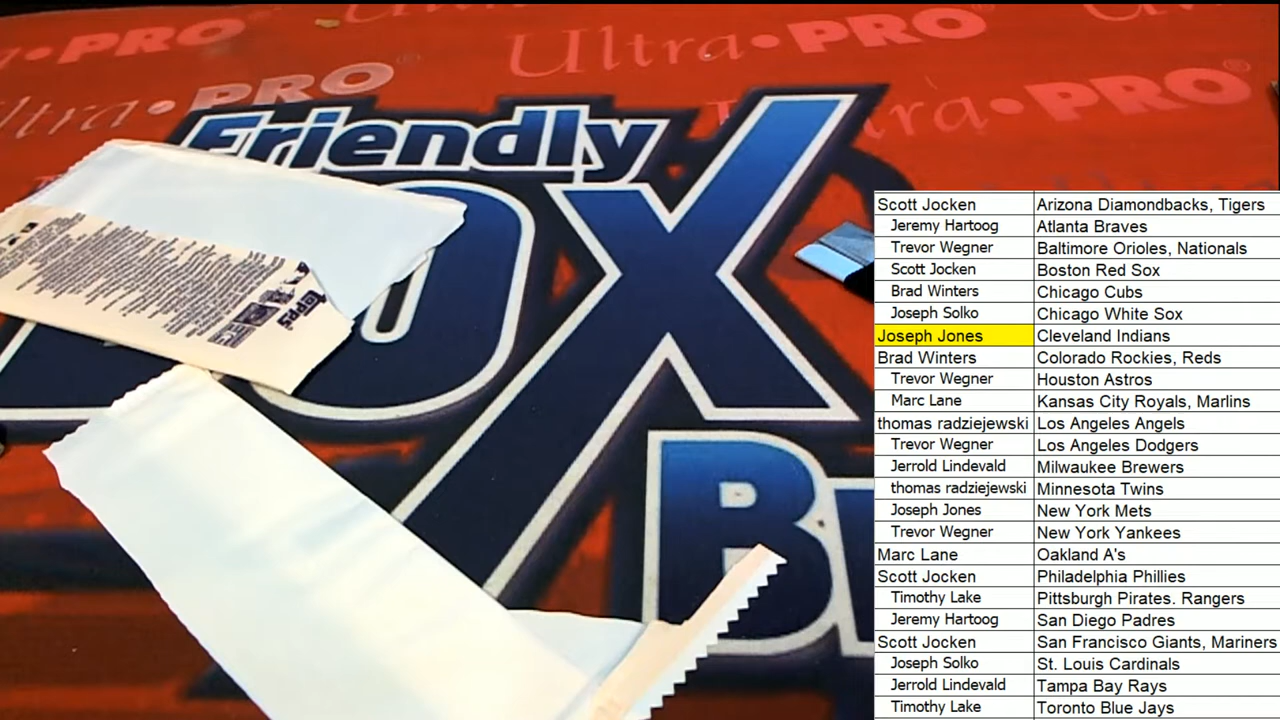 PRO
Ultra PRO
PRO
Ultra PRO
Friendly
OX
B
Topps
Scott Jocken Arizona Diamondbacks, Tigers
Jeremy Hartoog Atlanta Braves
Trevor Wegner Baltimore Orioles, Nationals
Scott Jocken Boston Red Sox
Brad Winters Chicago Cubs
Joseph Solko Chicago White Sox
Joseph Jones Cleveland Indians
Brad Winters Colorado Rockies, Reds
Trevor Wegner Houston Astros
Marc Lane Kansas City Royals, Marlins
thomas radziejewski Los Angeles Angels
Trevor Wegner Los Angeles Dodgers
Jerrold Lindevald Milwaukee Brewers
thomas radziejewski Minnesota Twins
Joseph Jones New York Mets
Trevor Wegner New York Yankees
Marc Lane Oakland A's
Scott Jocken Philadelphia Phillies
Timothy Lake Pittsburgh Pirates. Rangers
Jeremy Hartoog San Diego Padres
Scott Jocken San Francisco Giants, Mariners
Joseph Solko St. Louis Cardinals
Jerrold Lindevald Tampa Bay Rays
Timothy Lake Toronto Blue Jays